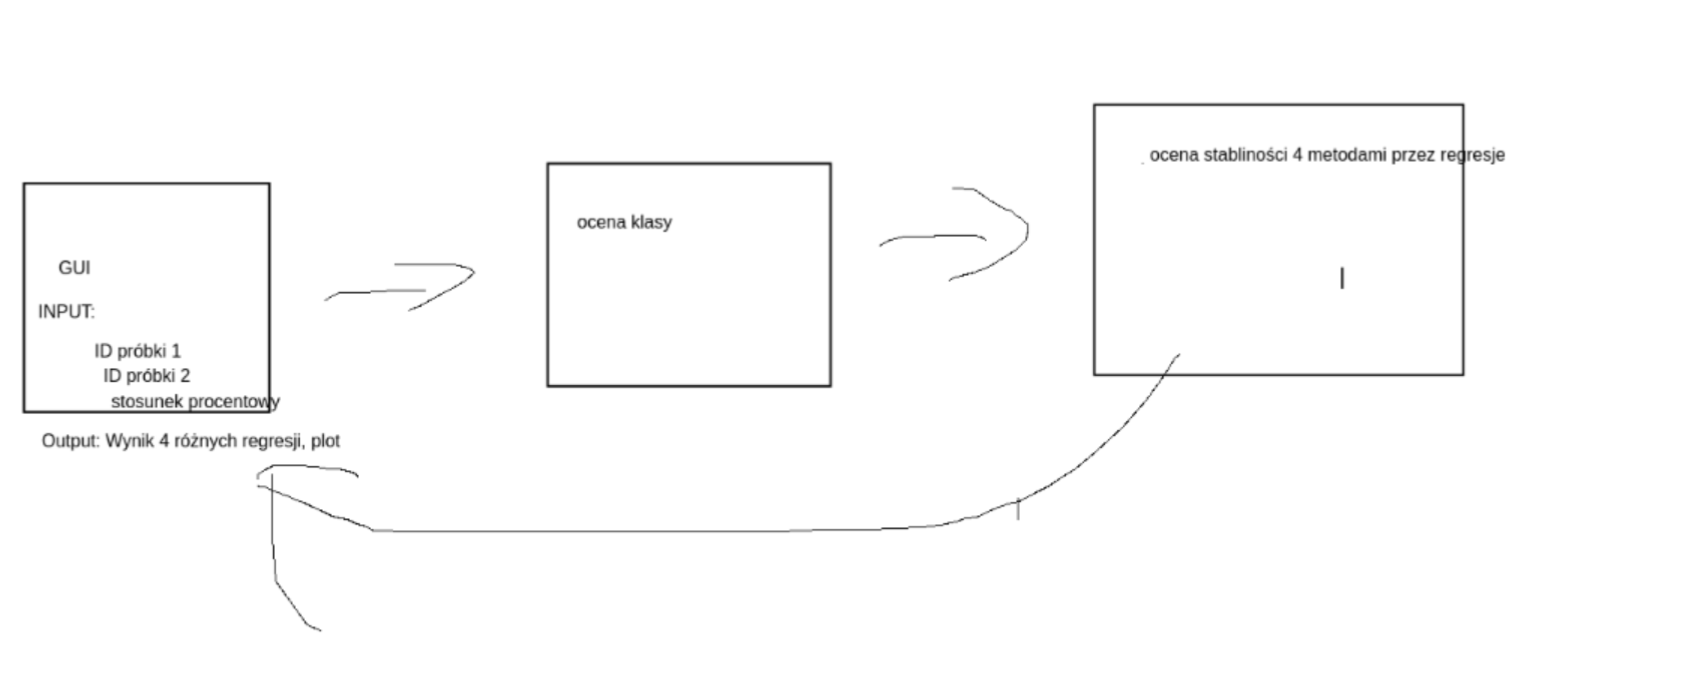 GUI
INPUT:
ID próbki 1
ID próbki 2
stosunek procentowy
Output: Wynik 4 różnych regresji, plot
ocena klasy
ocena stabliności 4 metodami przez regresje